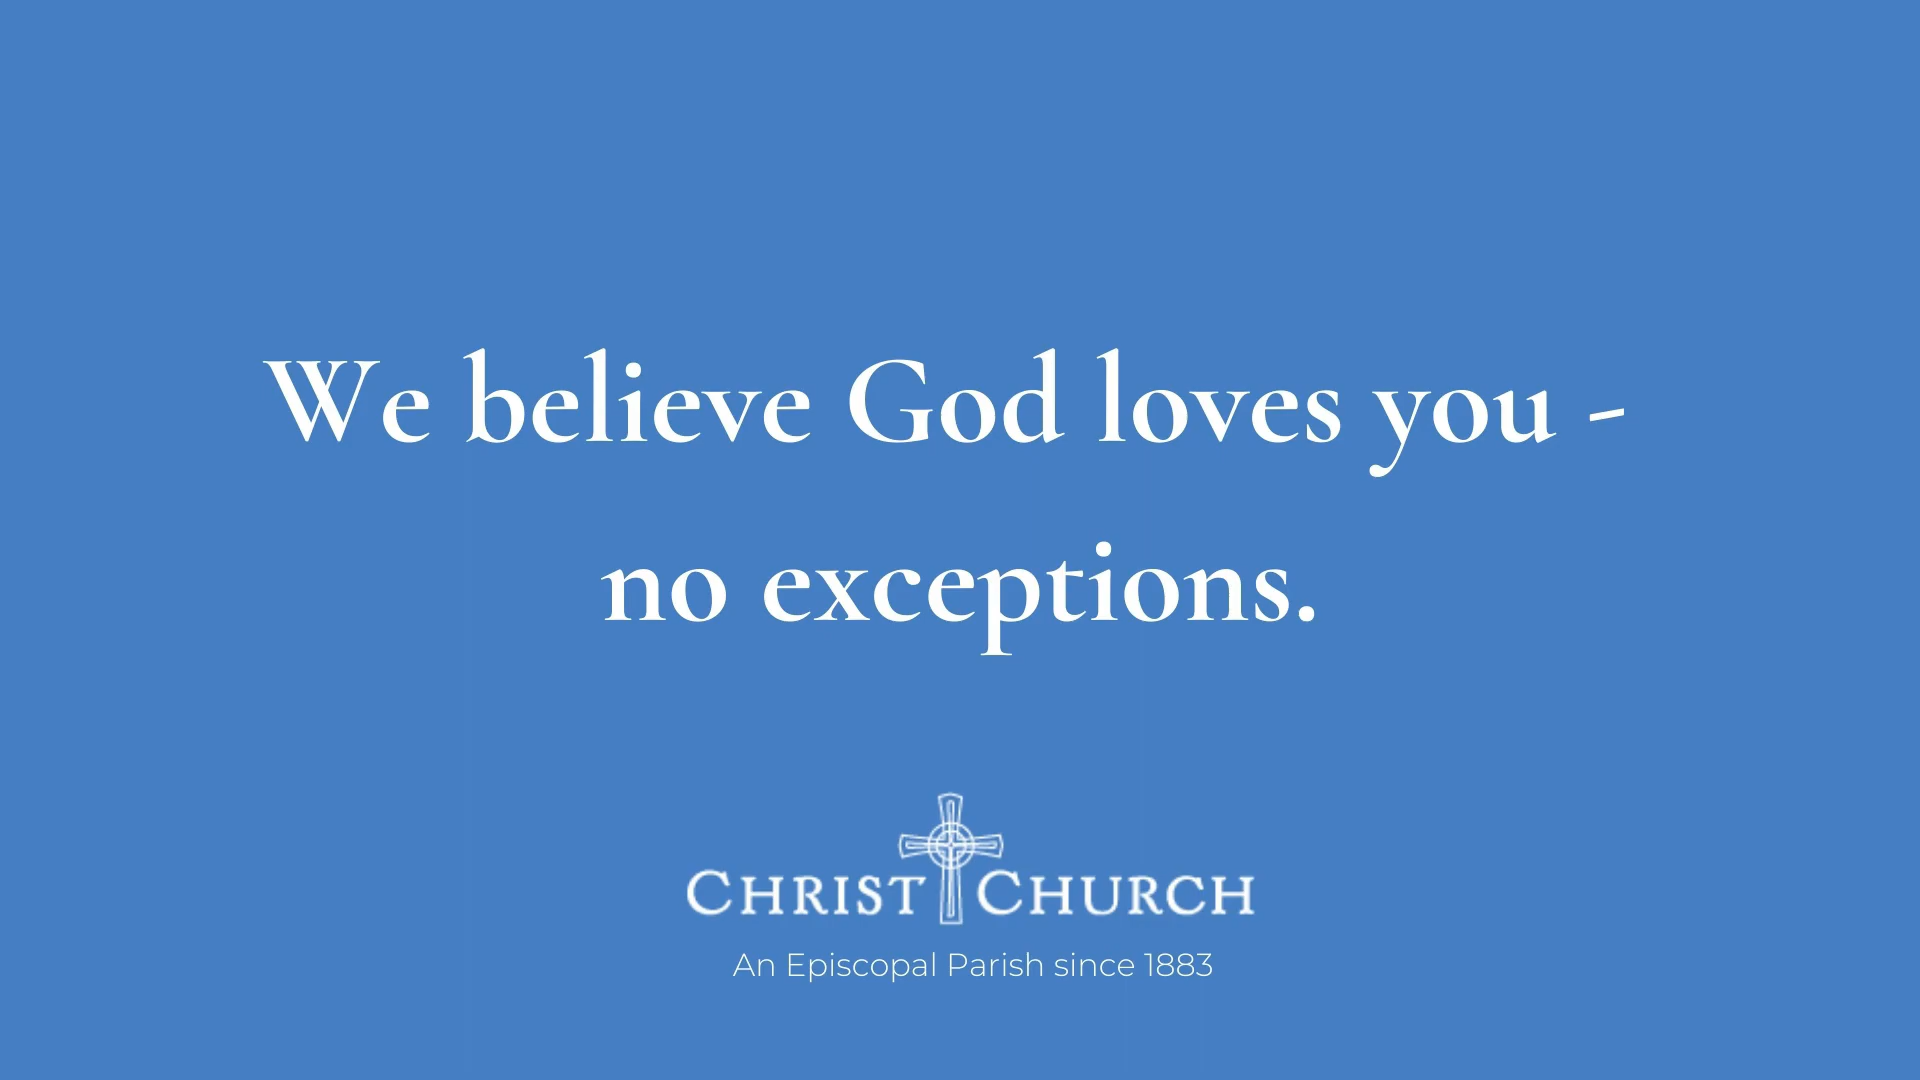 We believe God loves you -
no exceptions.
CHRIST CHURCH
An Episcopal Parish since 1883